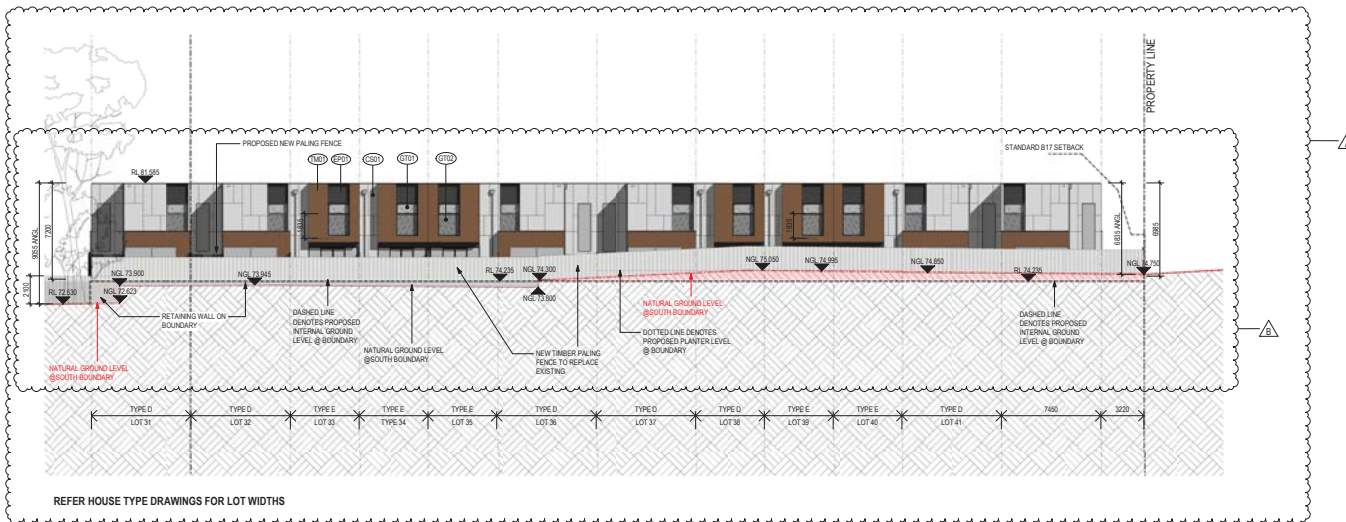 PROPERTY LINE
PROPOSED NEW PALING FENCE
STANDARD B17 SETBACK
TM01
EP01
CS01
GT01
GT02
RL 81.585
9055 ANGL
7200
2100
1835
1835
6835 ANGL
6985
NGL 73.900
NGL 73.945
RL 74.235
NGL 74.300
NGL 75.050
NGL 74.995
NGL 74.850
RL 74.235
NGL 74.750
RL 72.530
NGL 72.623
NGL 73.800
RETAINING WALL ON
BOUNDARY
DASHED LINE
DENOTES PROPOSED
INTERNAL GROUND
LEVEL @ BOUNDARY
NATURAL GROUND LEVEL
@SOUTH BOUNDARY
NATURAL GROUND LEVEL
@SOUTH BOUNDARY
NEW TIMBER PALING
FENCE TO REPLACE
EXISTING
NATURAL GROUND LEVEL
@SOUTH BOUNDARY
DOTTED LINE DENOTES
PROPOSED PLANTER LEVEL
@ BOUNDARY
DASHED LINE
DENOTES PROPOSED
INTERNAL GROUND
LEVEL @ BOUNDARY
B
TYPE D TYPE D TYPE E TYPE E TYPE E TYPE D TYPE D TYPE D TYPE E TYPE E TYPE D 7450 3220
LOT 31 LOT 32 LOT 33 TYPE 34 LOT 35 LOT 36 LOT 37 LOT 38 LOT 39 LOT 40 LOT 41
REFER HOUSE TYPE DRAWINGS FOR LOT WIDTHS